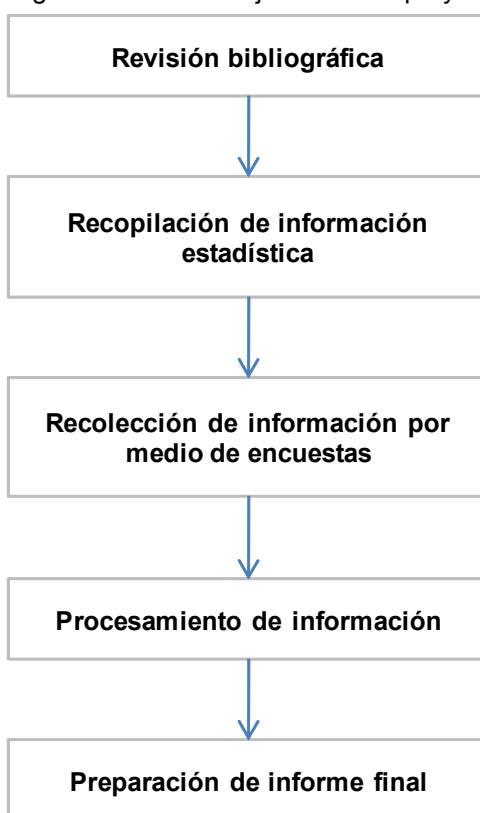 Revisión bibliográfica
Recopilación de información
estadística
Recolección de información por
medio de encuestas
Procesamiento de información
Preparación de informe final